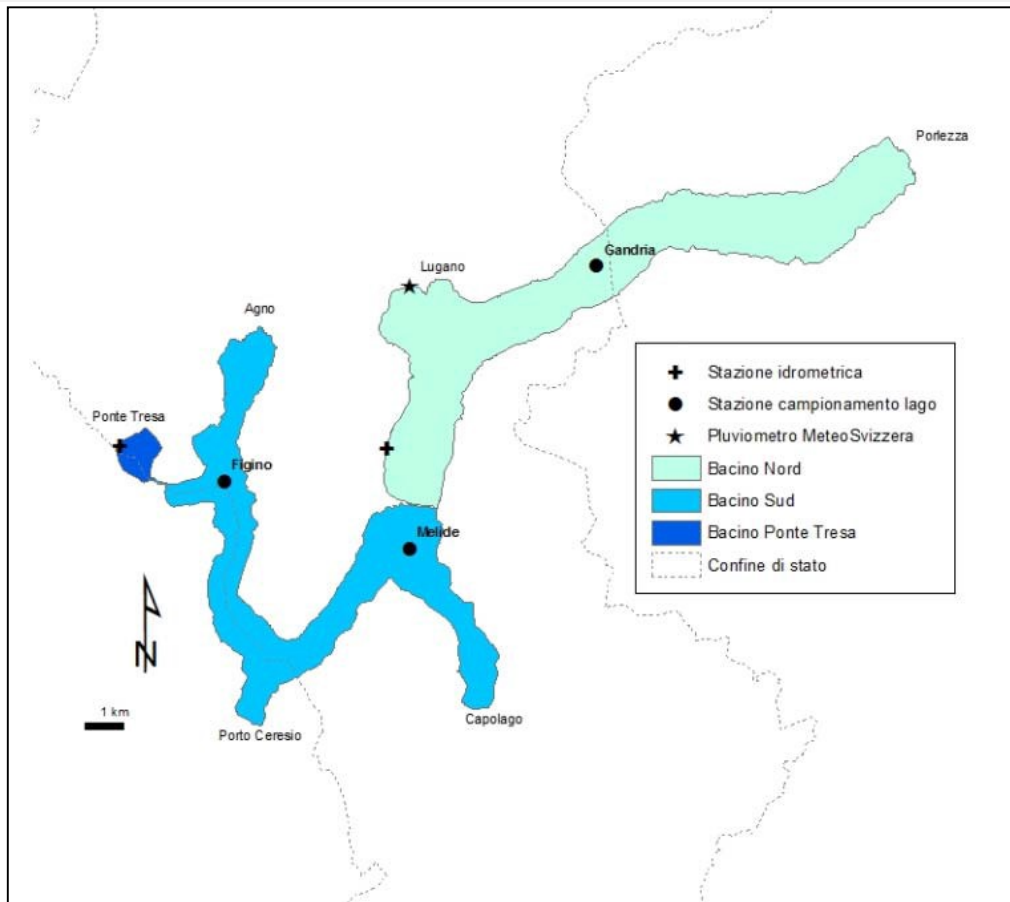 Porlezza
Gandria
Lugano
Agno
Ponte Tresa
Figino
Melide
N
1 km
Porto Ceresio
Capolago
Stazione idrometrica
Stazione campionamento lago
Pluviometro MeteoSvizzera
Bacino Nord
Bacino Sud
Bacino Ponte Tresa
Confine di stato